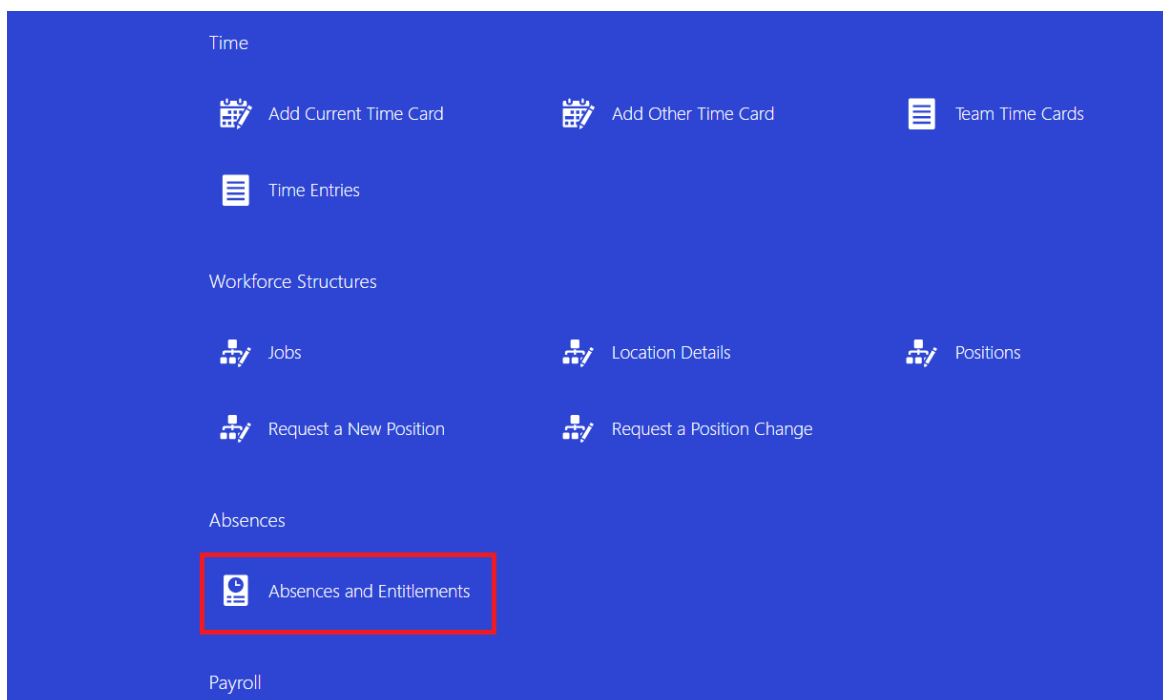 Time
Add Current Time Card
Add Other Time Card
Team Time Cards
Time Entries
Workforce Structures
Jobs
Location Details
Positions
Request a New Position
Request a Position Change
Absences
Absences and Entitlements
Payroll